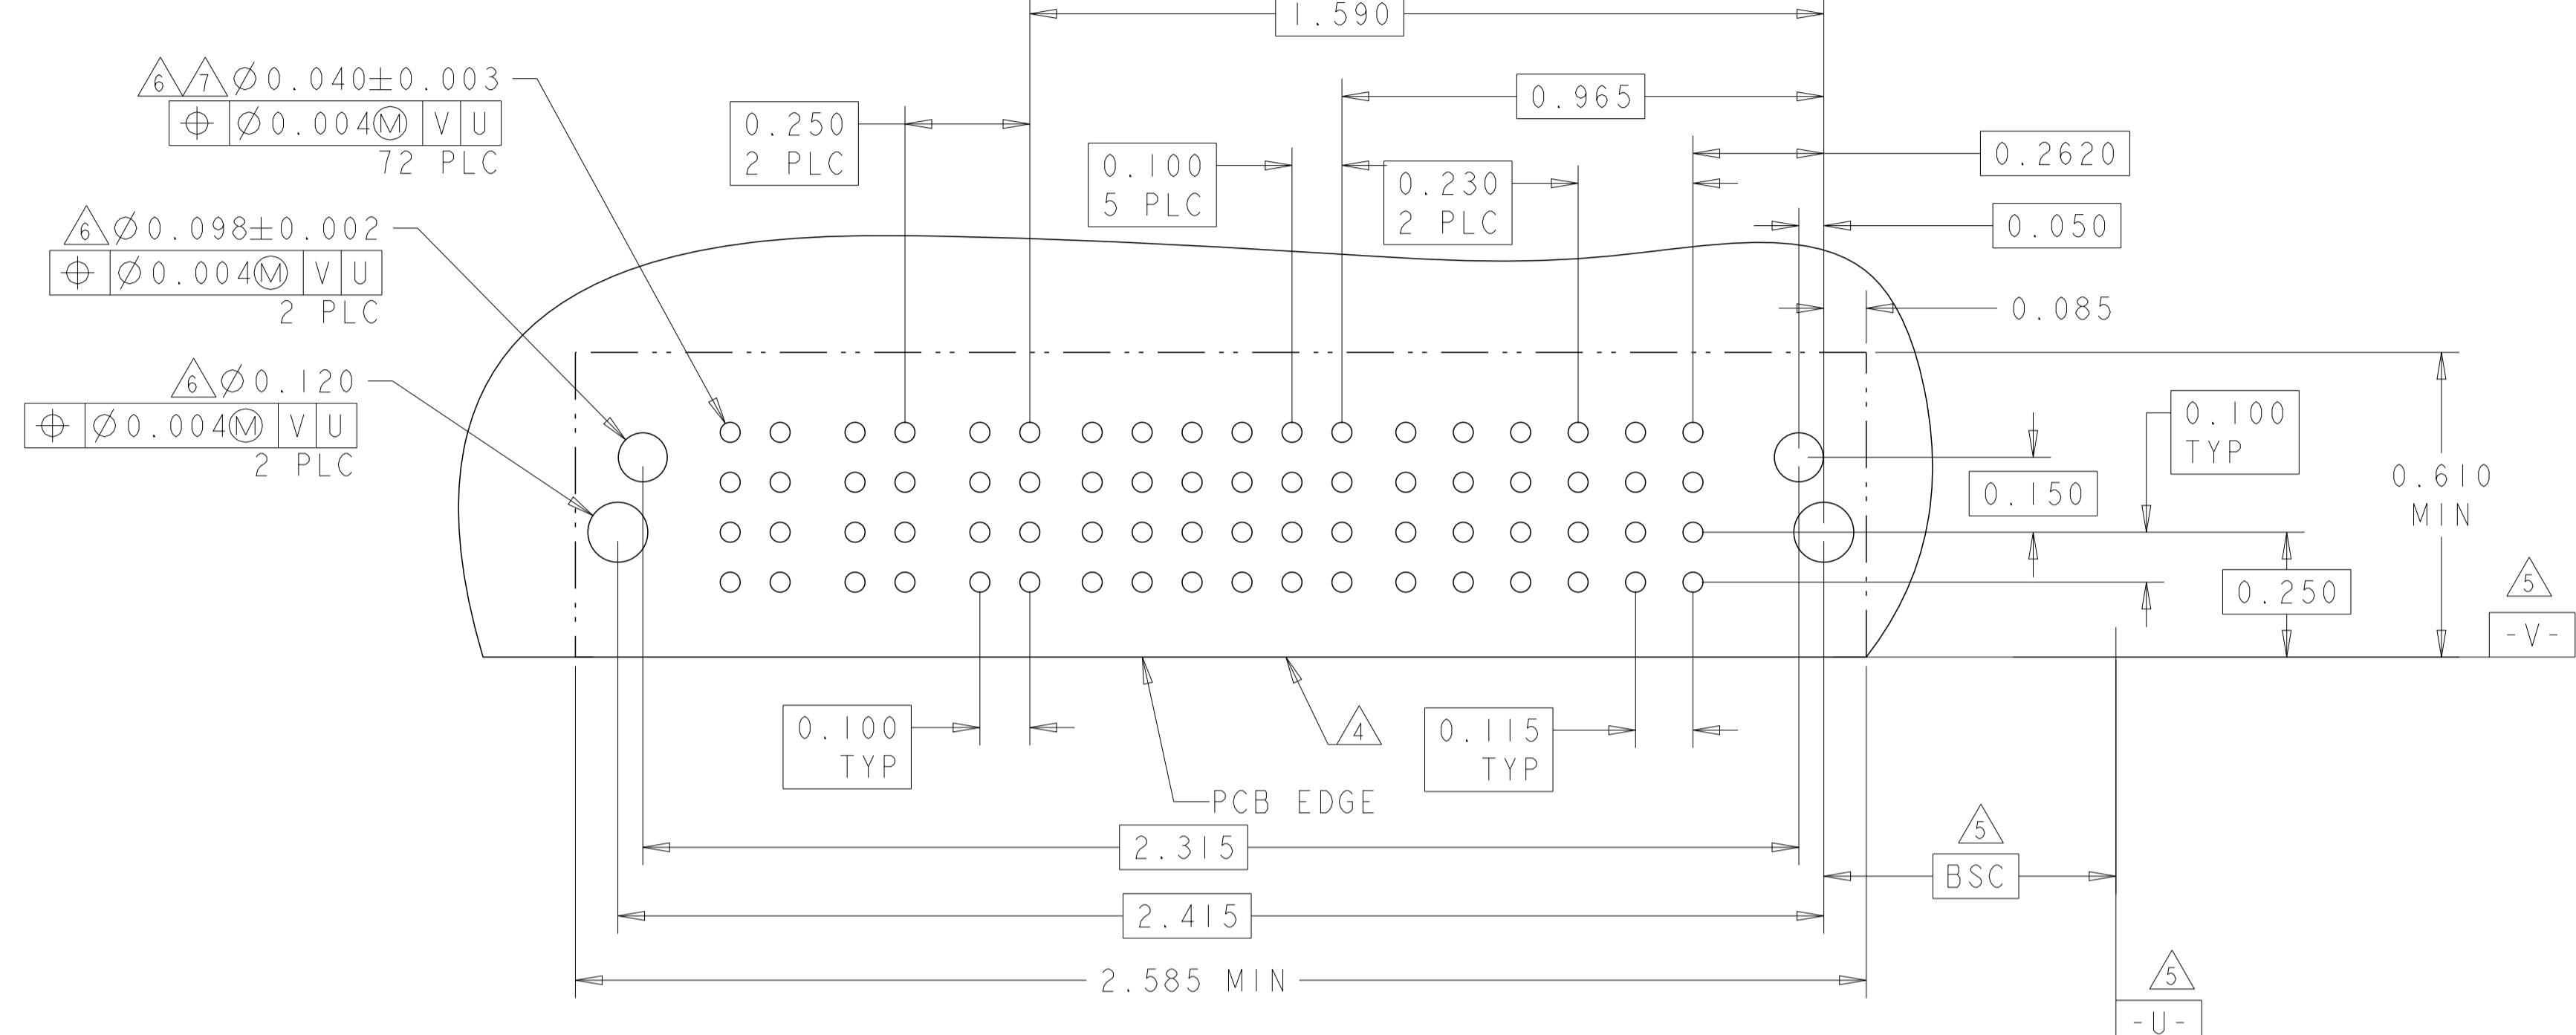 1.590
6 7 Ø0.040±0.003
⌖ Ø0.004Ⓜ V U
72 PLC
0.965
0.250
2 PLC
0.100
5 PLC
0.230
2 PLC
0.2620
0.050
6 Ø0.098±0.002
⌖ Ø0.004Ⓜ V U
2 PLC
0.085
6 Ø0.120
⌖ Ø0.004Ⓜ V U
2 PLC
0.100
TYP
0.150
0.610
MIN
0.250
5
-V-
0.100
TYP
4
0.115
TYP
PCB EDGE
2.315
5
BSC
2.415
2.585 MIN
5
-U-